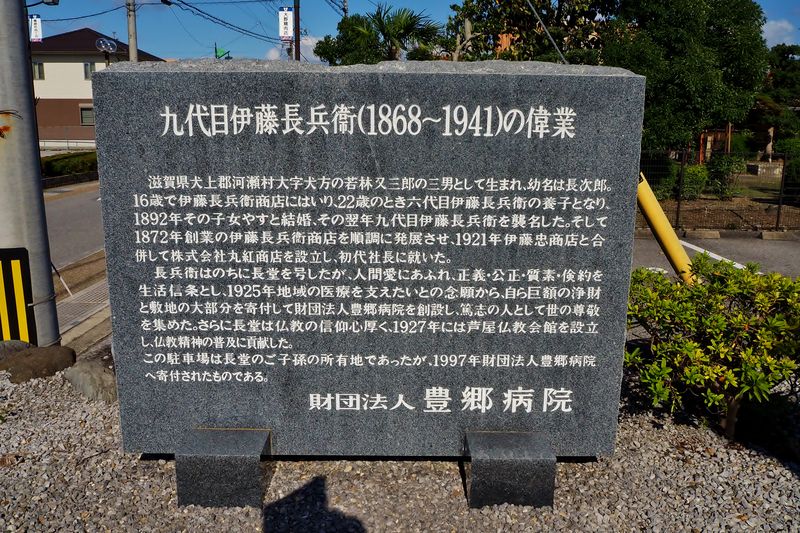 九代目伊藤長兵衞(1868～1941)の偉業
滋賀県犬上郡河瀬村大字犬方の若林又三郎の三男として生まれ、幼名は長次郎。
16歳で伊藤長兵衞商店にはいり、22歳のとき六代目伊藤長兵衞の養子となり、
1892年その子女やすと結婚、その翌年九代目伊藤長兵衞を襲名した。そして
1872年創業の伊藤長兵衞商店を順調に発展させ、1921年伊藤忠商店と合
併して株式会社丸紅商店を設立し、初代社長に就いた。
長兵衞はのちに長堂を号したが、人間愛にあふれ、正義・公正・質素・倹約を
生活信条とし、1925年地域の医療を支えたいとの念願から、自ら巨額の浄財
と敷地の大部分を寄付して財団法人豊郷病院を創設し、篤志の人として世の尊敬
を集めた。さらに長堂は仏教の信仰心厚く、1927年には芦屋仏教会館を設立
し、仏教精神の普及に貢献した。
この駐車場は長堂のご子孫の所有地であったが、1997年財団法人豊郷病院
へ寄付されたものである。
財団法人 豊郷病院